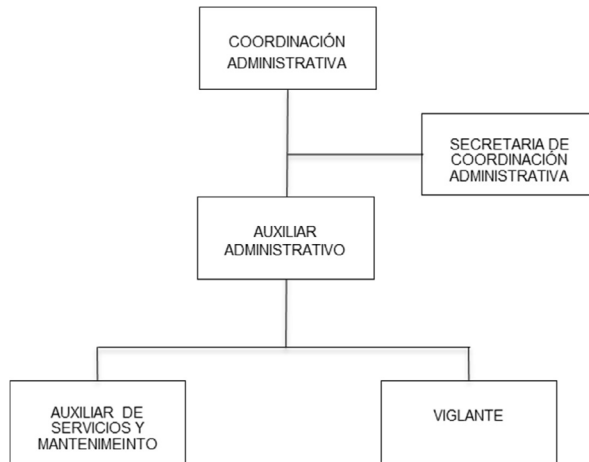 COORDINACIÓN
ADMINISTRATIVA
SECRETARIA DE
COORDINACIÓN
ADMINISTRATIVA
AUXILIAR
ADMINISTRATIVO
AUXILIAR DE
SERVICIOS Y
MANTENIMEINTO
VIGLANTE